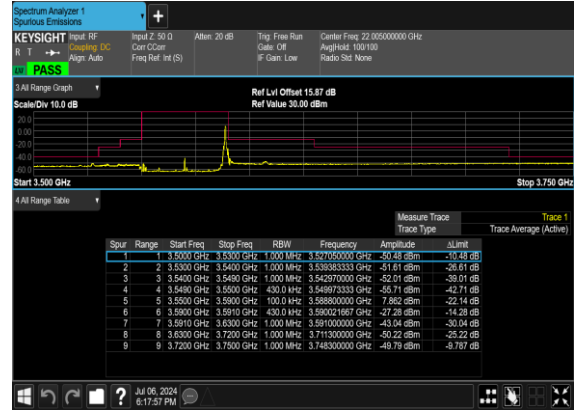 Spectrum Analyzer 1
Spurious Emissions
KEYSIGHT Input: RF Input Z: 50 Ω Atten: 20 dB Trig: Free Run Center Freq: 22.005000000 GHz
R T Coupling: DC Corr CCorr Gate: Off Avg|Hold: 100/100
Align: Auto Freq Ref: Int (S) IF Gain: Low Radio Std: None
PASS
3 All Range Graph Ref Lvl Offset 15.87 dB
Scale/Div 10.0 dB Ref Value 30.00 dBm
20.0
0.00
-20.0
-40.0
-60.0
Start 3.500 GHz Stop 3.750 GHz
4 All Range Table
Measure Trace Trace 1
Trace Type Trace Average (Active)
Spur Range Start Freq Stop Freq RBW Frequency Amplitude ΔLimit
1 1 3.5000 GHz 3.5300 GHz 1.000 MHz 3.527050000 GHz -50.48 dBm -10.48 dB
2 2 3.5300 GHz 3.5400 GHz 1.000 MHz 3.539383333 GHz -51.61 dBm -26.61 dB
3 3 3.5400 GHz 3.5490 GHz 1.000 MHz 3.542970000 GHz -52.01 dBm -39.01 dB
4 4 3.5490 GHz 3.5500 GHz 430.0 kHz 3.549973333 GHz -55.71 dBm -42.71 dB
5 5 3.5500 GHz 3.5900 GHz 100.0 kHz 3.588800000 GHz 7.862 dBm -22.14 dB
6 6 3.5900 GHz 3.5910 GHz 430.0 kHz 3.590021667 GHz -27.28 dBm -14.28 dB
7 7 3.5910 GHz 3.6300 GHz 1.000 MHz 3.591000000 GHz -43.04 dBm -30.04 dB
8 8 3.6300 GHz 3.7200 GHz 1.000 MHz 3.711300000 GHz -50.22 dBm -25.22 dB
9 9 3.7200 GHz 3.7500 GHz 1.000 MHz 3.748300000 GHz -49.79 dBm -9.787 dB
? Jul 06, 2024
6:17:57 PM